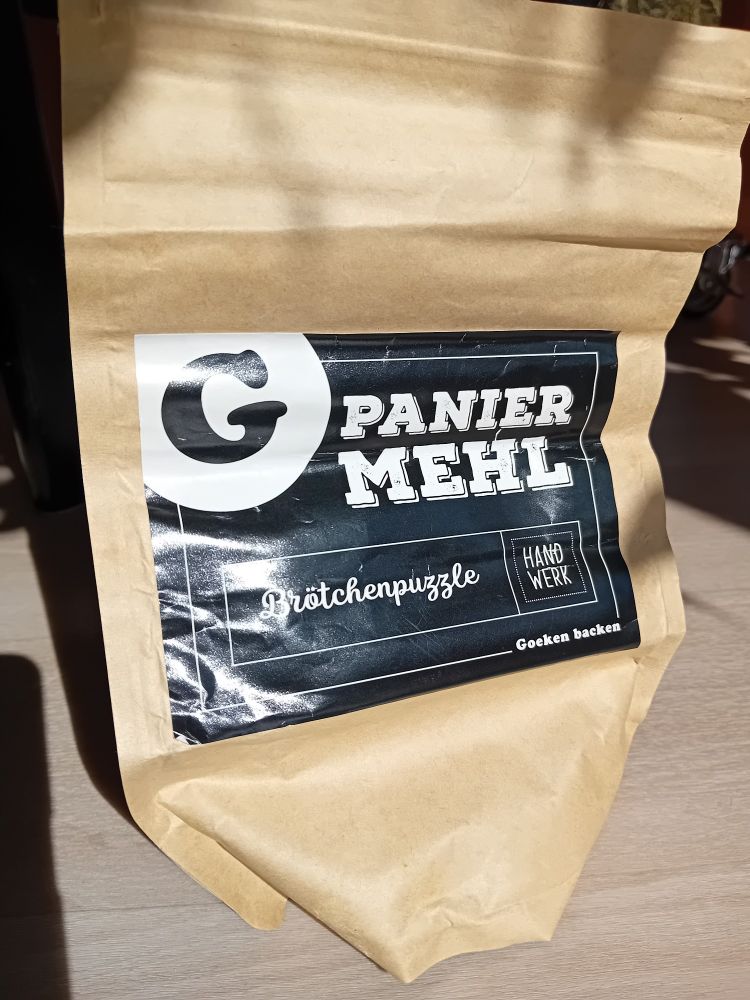 G
PANIER
MEHL
Brötchenpuzzle
HAND
WERK
Goeken backen